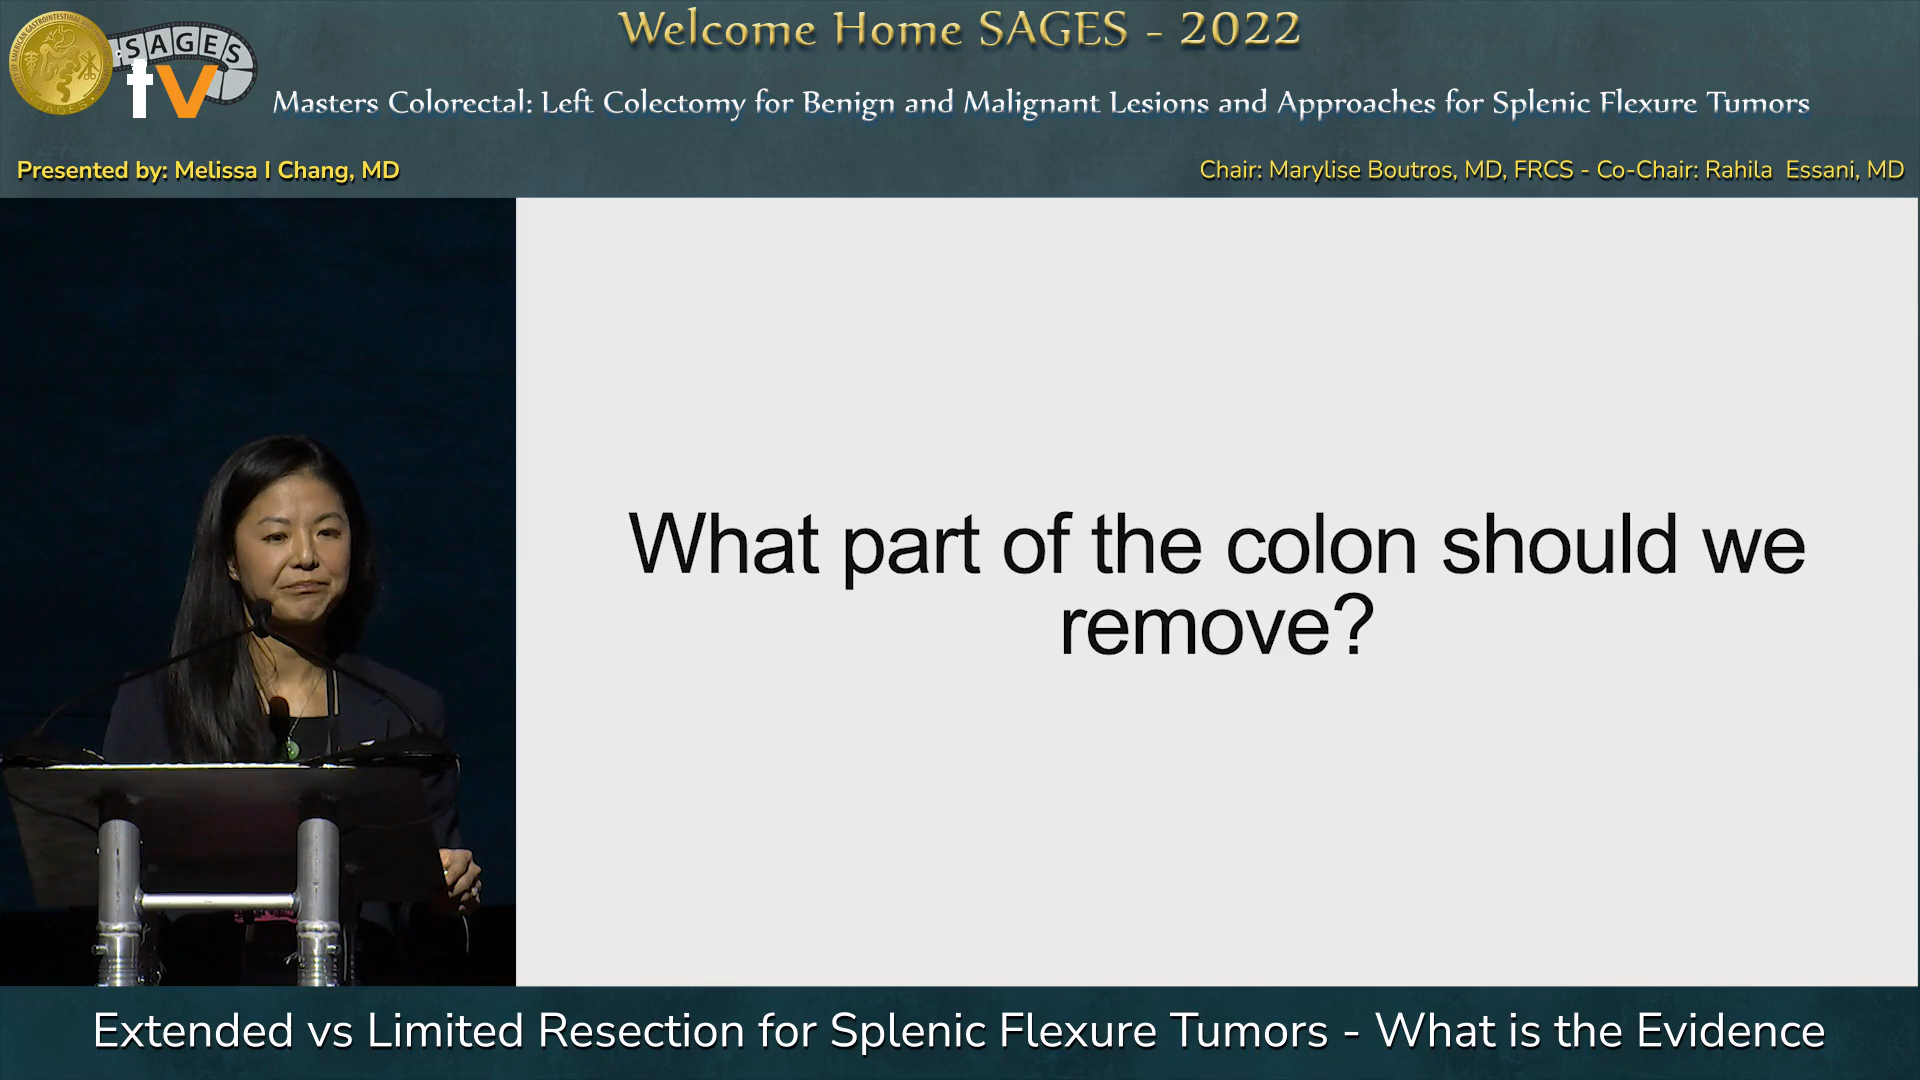 Welcome Home SAGES - 2022
SAGES
tv
SAGES
Masters Colorectal: Left Colectomy for Benign and Malignant Lesions and Approaches for Splenic Flexure Tumors
Presented by: Melissa I Chang, MD
Chair: Marylise Boutros, MD, FRCS - Co-Chair: Rahila Essani, MD
What part of the colon should we
remove?
Extended vs Limited Resection for Splenic Flexure Tumors - What is the Evidence